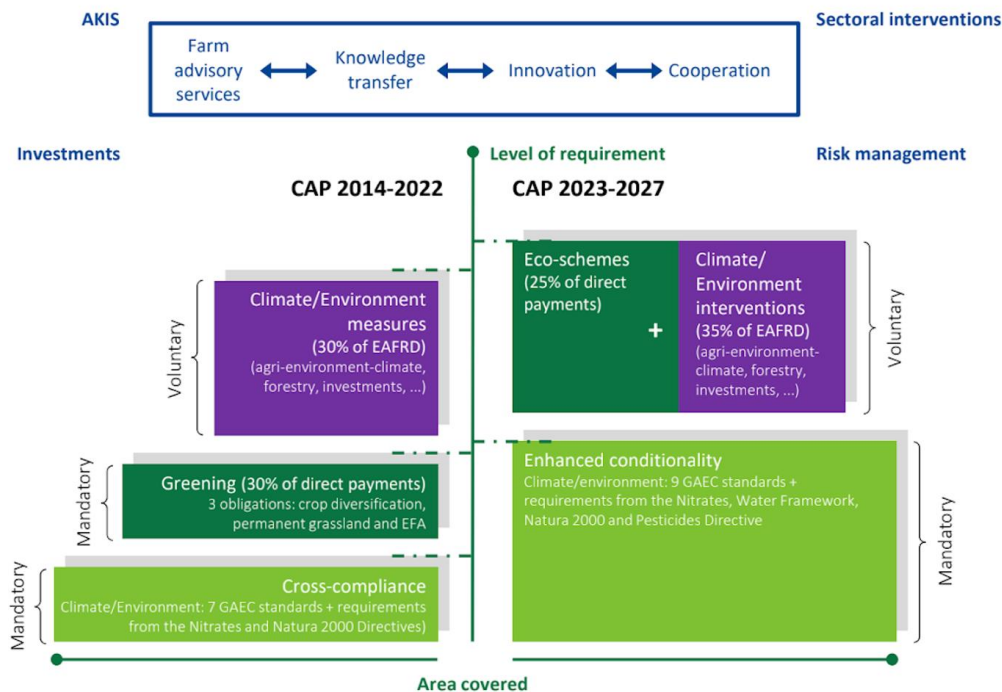 AKIS
Sectoral interventions
Farm
advisory
services
Knowledge
transfer
Innovation
Cooperation
Investments
Level of requirement
Risk management
CAP 2014-2022
CAP 2023-2027
Voluntary
Climate/Environment
measures
(30% of EAFRD)
(agri-environment-climate,
forestry, investments, ...)
Mandatory
Greening (30% of direct payments)
3 obligations: crop diversification,
permanent grassland and EFA
Mandatory
Cross-compliance
Climate/Environment: 7 GAEC standards + requirements
from the Nitrates and Natura 2000 Directives)
Eco-schemes
(25% of direct
payments)
+
Climate/
Environment
interventions
(35% of EAFRD)
(agri-environment-
climate, forestry,
investments, ...)
Voluntary
Enhanced conditionality
Climate/environment: 9 GAEC standards +
requirements from the Nitrates, Water Framework,
Natura 2000 and Pesticides Directive
Mandatory
Area covered